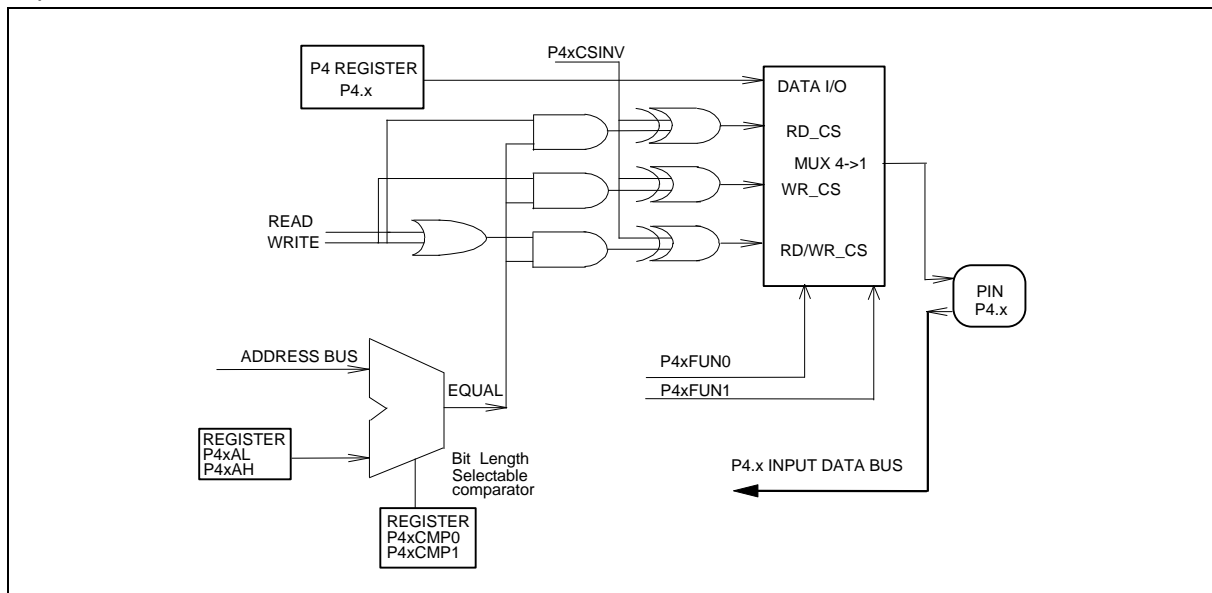 P4xCSINV
P4 REGISTER
P4.x
DATA I/O
RD_CS
MUX 4->1
WR_CS
READ
WRITE
RD/WR_CS
PIN
P4.x
ADDRESS BUS
P4xFUN0
EQUAL
P4xFUN1
REGISTER
P4xAL
P4xAH
Bit Length
Selectable
comparator
P4.x INPUT DATA BUS
REGISTER
P4xCMP0
P4xCMP1